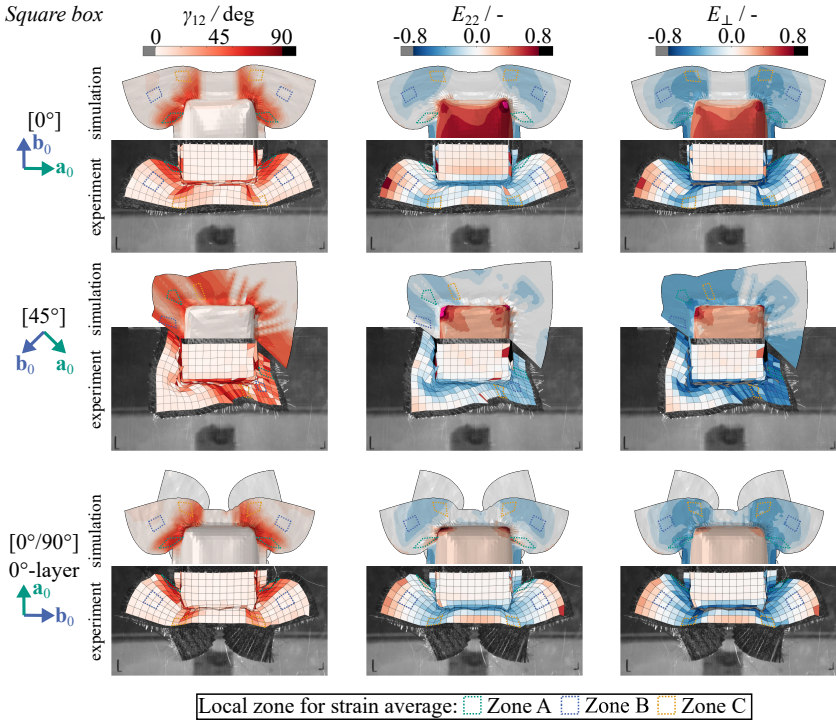 Square box
γ12 / deg
0 45 90
E22 / -
-0.8 0.0 0.8
E⊥ / -
-0.8 0.0 0.8
[0°]
b0
a0
simulation
experiment
[45°]
b0 a0
simulation
experiment
[0°/90°]
0°-layer
a0
b0
simulation
experiment
Local zone for strain average: Zone A Zone B Zone C